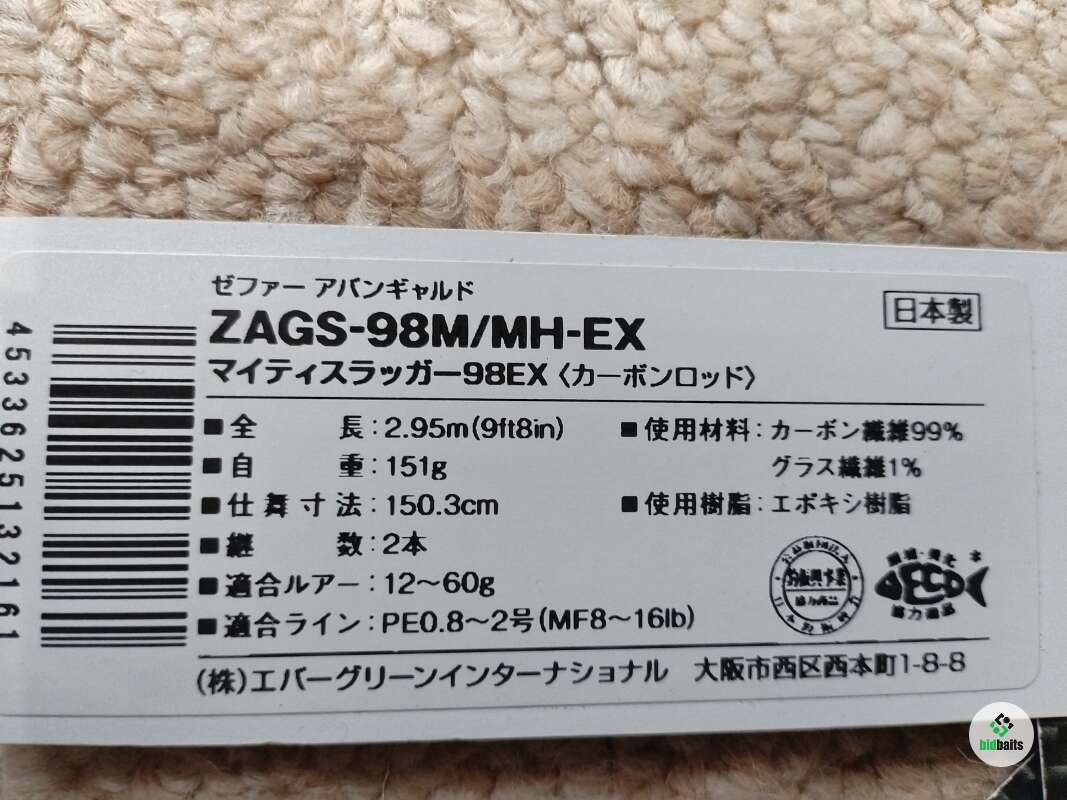 ゼファー アバンギャルド
ZAGS-98M/MH-EX
日本製
マイティスラッガー98EX〈カーボンロッド〉
■全 長:2.95m(9ft8in)
■自 重:151g
■仕舞寸法:150.3cm
■継 数:2本
■適合ルアー:12〜60g
■適合ライン:PE0.8〜2号(MF8〜16lb)
■使用材料:カーボン繊維99%
グラス繊維1%
■使用樹脂:エポキシ樹脂
ECO
(株)エバーグリーンインターナショナル 大阪市西区西本町1-8-8
4533625132161
bidbaits